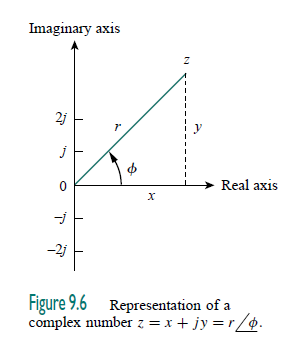 Imaginary axis
z
2j
r
y
j
ϕ
0
Real axis
x
–j
–2j
Figure 9.6 Representation of a
complex number z = x + jy = r/ϕ.